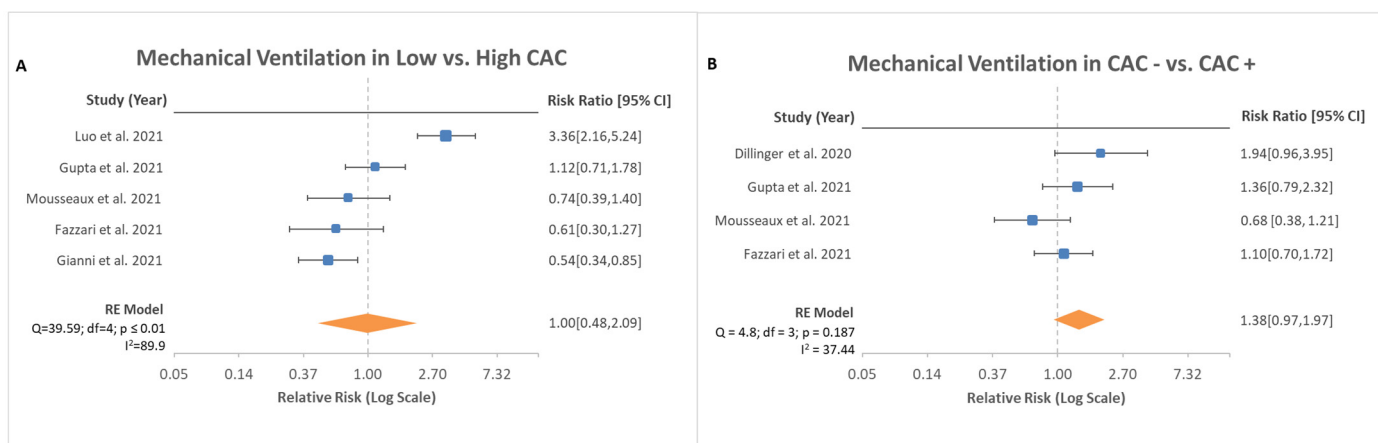 A
Mechanical Ventilation in Low vs. High CAC
Study (Year) Risk Ratio [95% CI]
Luo et al. 2021 3.36[2.16,5.24]
Gupta et al. 2021 1.12[0.71,1.78]
Mousseaux et al. 2021 0.74[0.39,1.40]
Fazzari et al. 2021 0.61[0.30,1.27]
Gianni et al. 2021 0.54[0.34,0.85]
RE Model 1.00[0.48,2.09]
Q=39.59; df=4; p ≤ 0.01
I²=89.9
0.05 0.14 0.37 1.00 2.70 7.32
Relative Risk (Log Scale)
B
Mechanical Ventilation in CAC - vs. CAC +
Study (Year) Risk Ratio [95% CI]
Dillinger et al. 2020 1.94[0.96,3.95]
Gupta et al. 2021 1.36[0.79,2.32]
Mousseaux et al. 2021 0.68 [0.38,1.21]
Fazzari et al. 2021 1.10[0.70,1.72]
RE Model 1.38[0.97,1.97]
Q = 4.8; df = 3; p = 0.187
I² = 37.44
0.05 0.14 0.37 1.00 2.70 7.32
Relative Risk (Log Scale)